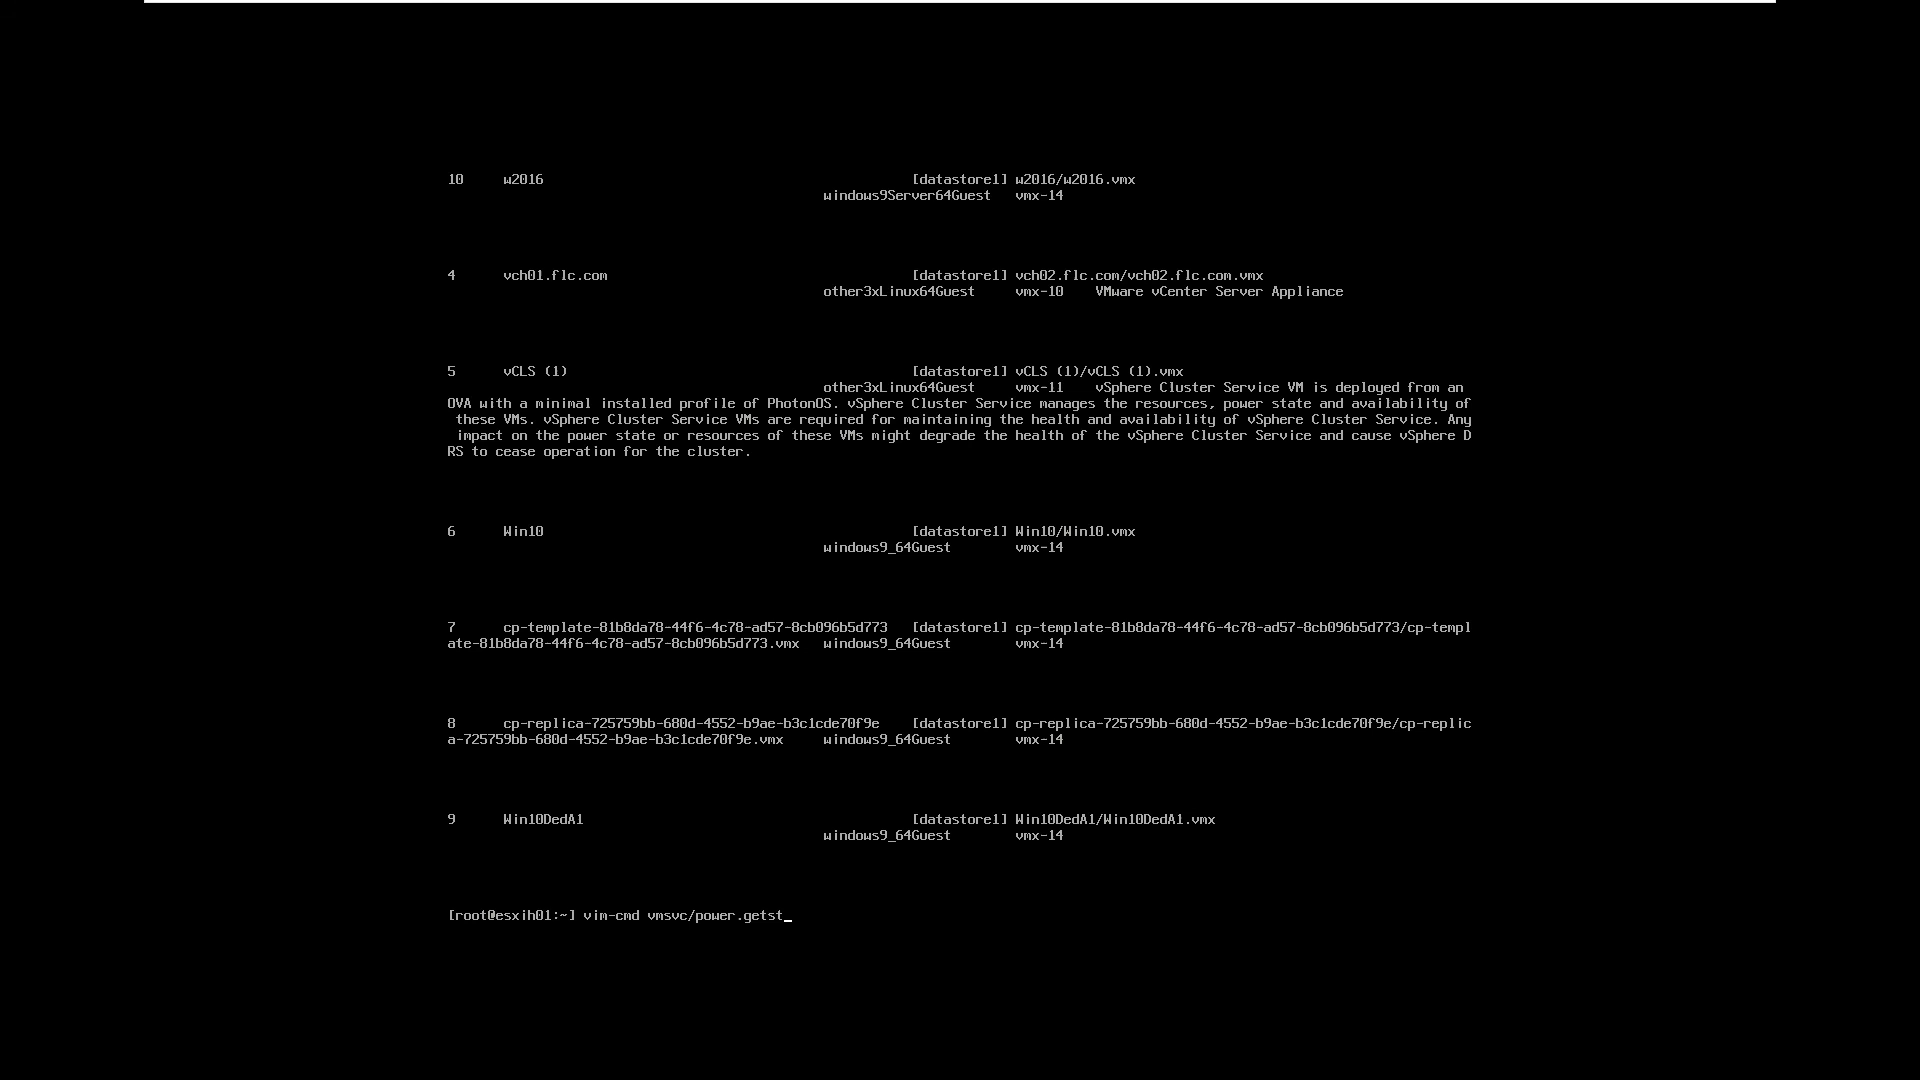 10     w2016                                              [datastore1] w2016/w2016.vmx
windows9Server64Guest   vmx-14
4      vch01.flc.com                                      [datastore1] vch02.flc.com/vch02.flc.com.vmx
other3xLinux64Guest     vmx-10    VMware vCenter Server Appliance
5      vCLS (1)                                           [datastore1] vCLS (1)/vCLS (1).vmx
other3xLinux64Guest     vmx-11    vSphere Cluster Service VM is deployed from an
OVA with a minimal installed profile of PhotonOS. vSphere Cluster Service manages the resources, power state and availability of
these VMs. vSphere Cluster Service VMs are required for maintaining the health and availability of vSphere Cluster Service. Any
impact on the power state or resources of these VMs might degrade the health of the vSphere Cluster Service and cause vSphere D
RS to cease operation for the cluster.
6      Win10                                              [datastore1] Win10/Win10.vmx
windows9_64Guest        vmx-14
7      cp-template-81b8da78-44f6-4c78-ad57-8cb096b5d773   [datastore1] cp-template-81b8da78-44f6-4c78-ad57-8cb096b5d773/cp-templ
ate-81b8da78-44f6-4c78-ad57-8cb096b5d773.vmx   windows9_64Guest        vmx-14
8      cp-replica-725759bb-680d-4552-b9ae-b3c1cde70f9e    [datastore1] cp-replica-725759bb-680d-4552-b9ae-b3c1cde70f9e/cp-replic
a-725759bb-680d-4552-b9ae-b3c1cde70f9e.vmx     windows9_64Guest        vmx-14
9      Win10DedA1                                         [datastore1] Win10DedA1/Win10DedA1.vmx
windows9_64Guest        vmx-14
[root@esxih01:~] vim-cmd vmsvc/power.getst_